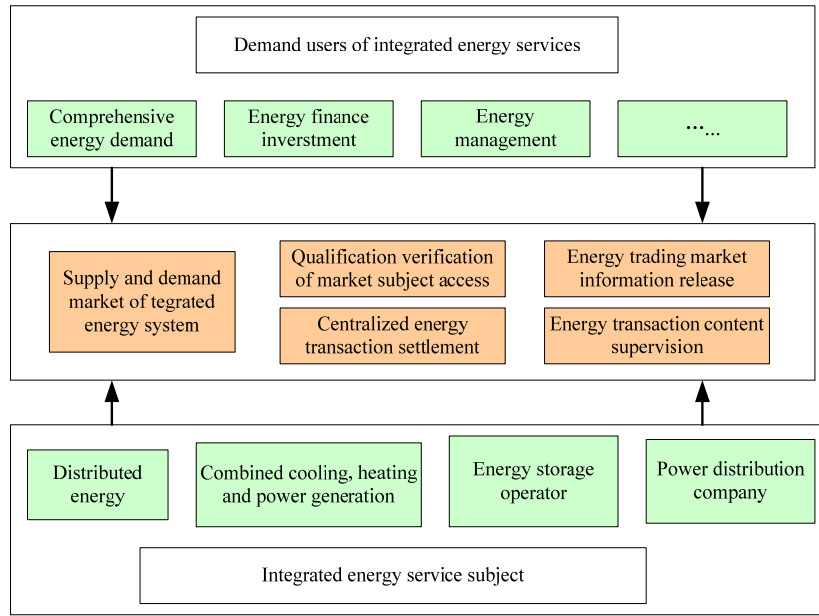 Demand users of integrated energy services
Comprehensive
energy demand
Energy finance
inverstment
Energy
management
......
Supply and demand
market of tegrated
energy system
Qualification verification
of market subject access
Energy trading market
information release
Centralized energy
transaction settlement
Energy transaction content
supervision
Distributed
energy
Combined cooling, heating
and power generation
Energy storage
operator
Power distribution
company
Integrated energy service subject